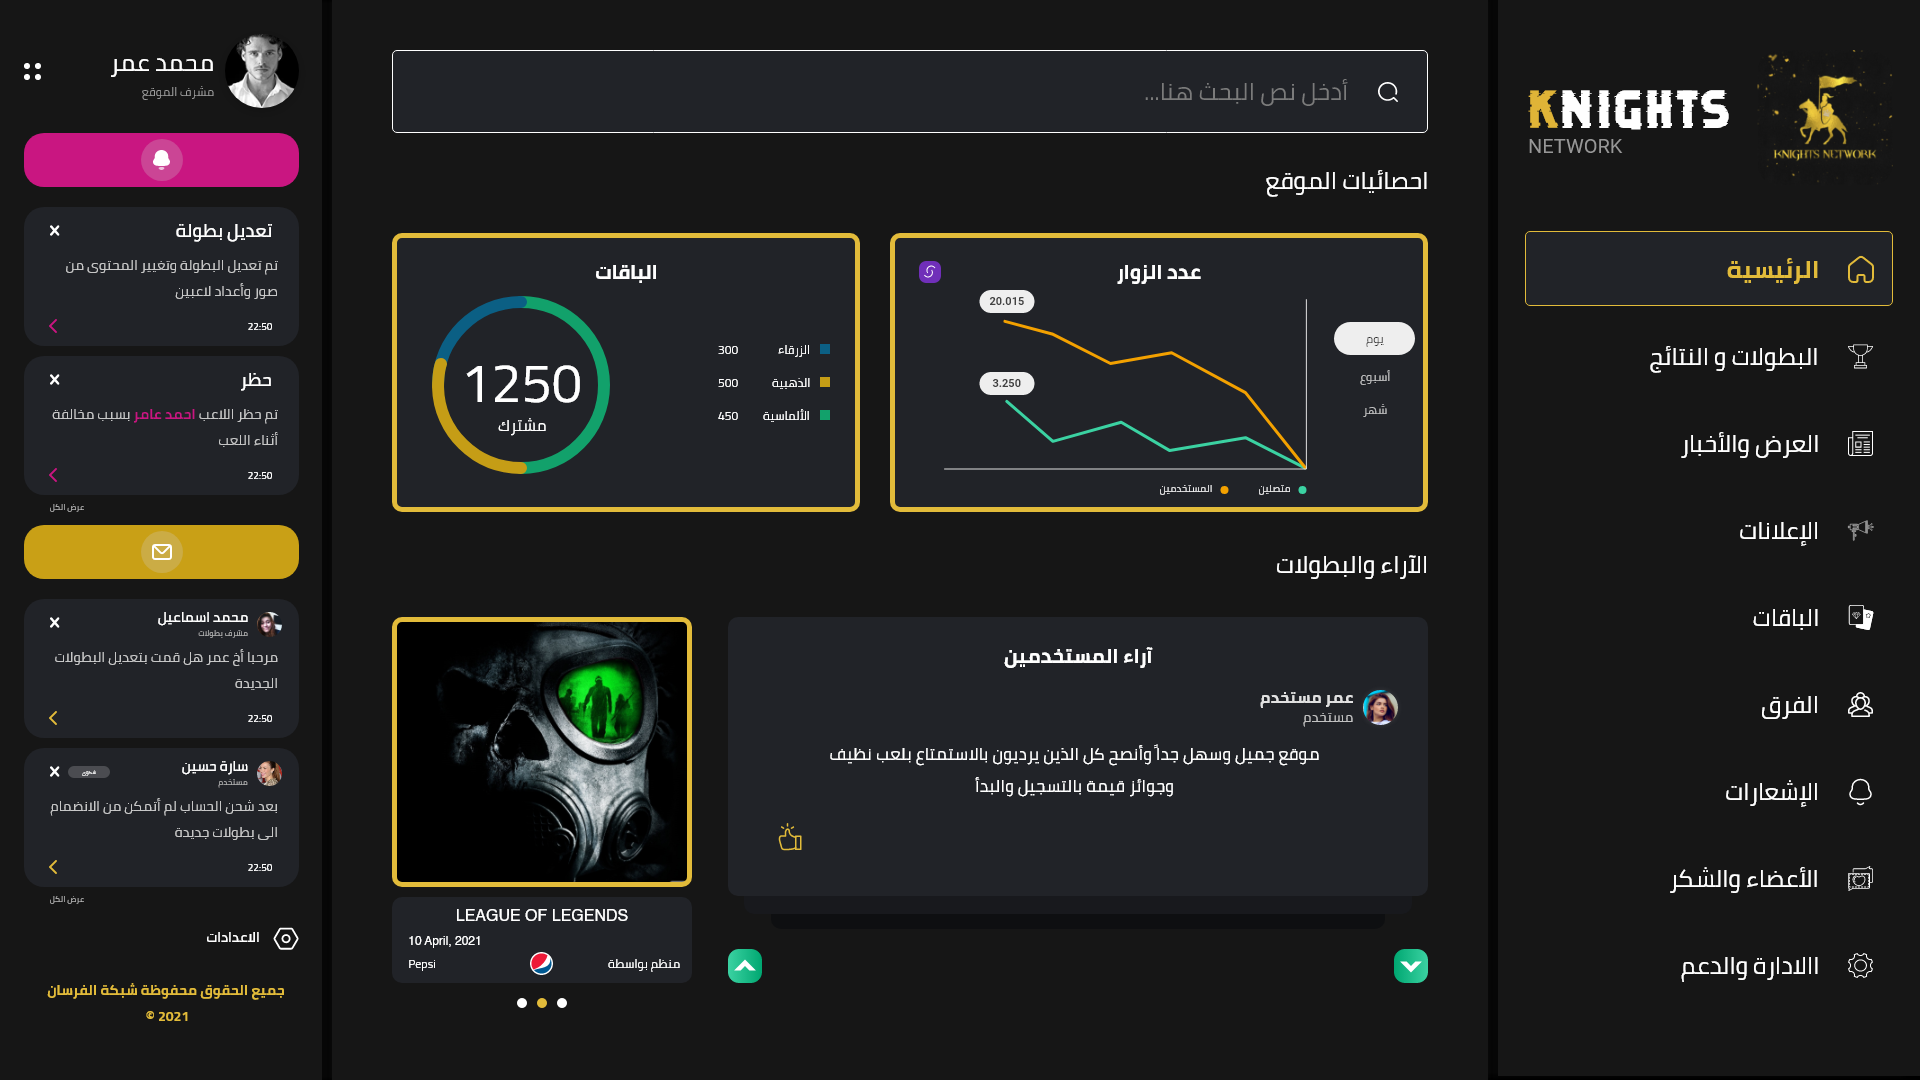 KNIGHTS
NETWORK
KNIGHTS NETWORK
الرئيسية
البطولات و النتائج
العرض والأخبار
الإعلانات
الباقات
الفرق
الإشعارات
الأعضاء والشكر
االادارة والدعم
أدخل نص البحث هنا...
احصائيات الموقع
عدد الزوار
20.015
3.250
يوم
أسبوع
شهر
متصلين
المستخدمين
الباقات
الزرقاء 300
الذهبية 500
الألماسية 450
1250
مشترك
الآراء والبطولات
آراء المستخدمين
عمر مستخدم
مستخدم
موقع جميل وسهل جداً وأنصح كل الذين يرديون بالاستمتاع بلعب نظيف
وجوائز قيمة بالتسجيل والبدأ
LEAGUE OF LEGENDS
10 April, 2021
منظم بواسطة
Pepsi
محمد عمر
مشرف الموقع
تعديل بطولة
تم تعديل البطولة وتغيير المحتوى من
صور وأعداد لاعبين
22:50
حظر
تم حظر اللاعب احمد عامر بسبب مخالفة
أثناء اللعب
22:50
عرض الكل
محمد اسماعيل
مشرف بطولات
مرحبا أخ عمر هل قمت بتعديل البطولات
الجديدة
22:50
سارة حسين
مستخدم
شكوى
بعد شحن الحساب لم أتمكن من الانضمام
الى بطولات جديدة
22:50
عرض الكل
الاعدادات
جميع الحقوق محفوظة شبكة الفرسان
2021 ©